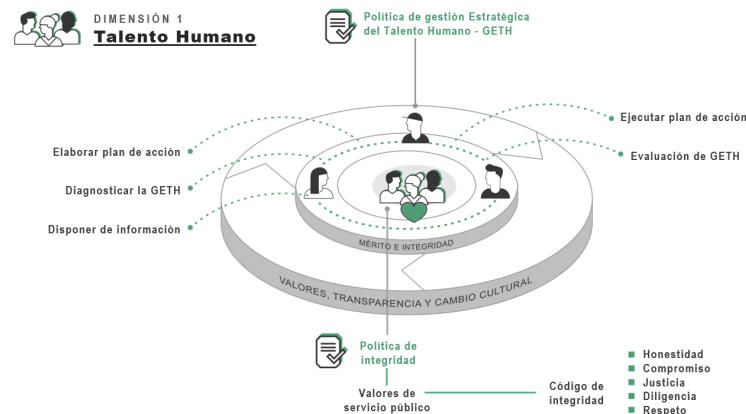 DIMENSIÓN 1
Talento Humano
Política de gestión Estratégica
del Talento Humano - GETH
Elaborar plan de acción
Diagnosticar la GETH
Disponer de información
Ejecutar plan de acción
Evaluación de GETH
MÉRITO E INTEGRIDAD
VALORES, TRANSPARENCIA Y CAMBIO CULTURAL
Política de
integridad
Valores de
servicio público
Código de
integridad
Honestidad
Compromiso
Justicia
Diligencia
Respeto